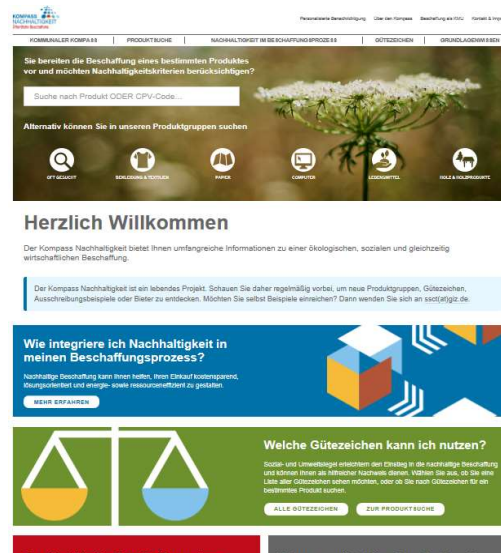 KOMPASS
NACHHALTIGKEIT
Öffentliche Beschaffung
Personalisierte Benachrichtigung Über den Kompass Beschaffung als KMU
KOMMUNALER KOMPASS
PRODUKTSUCHE
NACHHALTIGKEIT IM BESCHAFFUNGSPROZESS
GÜTEZEICHEN
GRUNDLAGENWISSEN
Sie bereiten die Beschaffung eines bestimmten Produktes
vor und möchten Nachhaltigkeitskriterien berücksichtigen?
Suche nach Produkt ODER CPV-Code...
Alternativ können Sie in unseren Produktgruppen suchen
OFT GESUCHT
BEKLEIDUNG & TEXTILIEN
PAPIER
COMPUTER
LEBENSMITTEL
HOLZ & HOLZPRODUKTE
Herzlich Willkommen
Der Kompass Nachhaltigkeit bietet Ihnen umfangreiche Informationen zu einer ökologischen, sozialen und gleichzeitig
wirtschaftlichen Beschaffung.
Der Kompass Nachhaltigkeit ist ein lebendes Projekt. Schauen Sie daher regelmäßig vorbei, um neue Produktgruppen, Gütezeichen,
Ausschreibungsbeispiele oder Bieter zu entdecken. Möchten Sie selbst Beispiele einreichen? Dann wenden Sie sich an ssct(at)giz.de.
Wie integriere ich Nachhaltigkeit in
meinen Beschaffungsprozess?
Nachhaltige Beschaffung kann Ihnen helfen, Ihren Einkauf kostensparend,
lösungsorientiert und energie- sowie ressourceneffizient zu gestalten.
MEHR ERFAHREN
Welche Gütezeichen kann ich nutzen?
Sozial- und Umweltsiegel erleichtern den Einstieg in die nachhaltige Beschaffung
und können Ihnen als hilfreicher Nachweis dienen. Wählen Sie aus, ob Sie eine
Liste aller Gütezeichen sehen möchten, oder ob Sie nach Gütezeichen für ein
bestimmtes Produkt suchen.
ALLE GÜTEZEICHEN
ZUR PRODUKTSUCHE